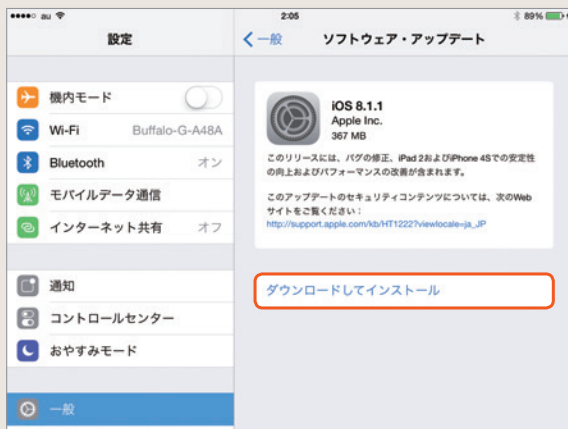 au
2:05
89%
設定
機内モード
Wi-Fi Buffalo-G-A48A
Bluetooth オン
モバイルデータ通信
インターネット共有 オフ
通知
コントロールセンター
おやすみモード
一般
一般 ソフトウェア・アップデート
iOS 8.1.1
Apple Inc.
367 MB
このリリースには、バグの修正、iPad 2およびiPhone 4Sでの安定性
の向上およびパフォーマンスの改善が含まれます。
このアップデートのセキュリティコンテンツについては、次のWeb
サイトをご覧ください：
http://support.apple.com/kb/HT1222?viewlocale=ja_JP
ダウンロードしてインストール